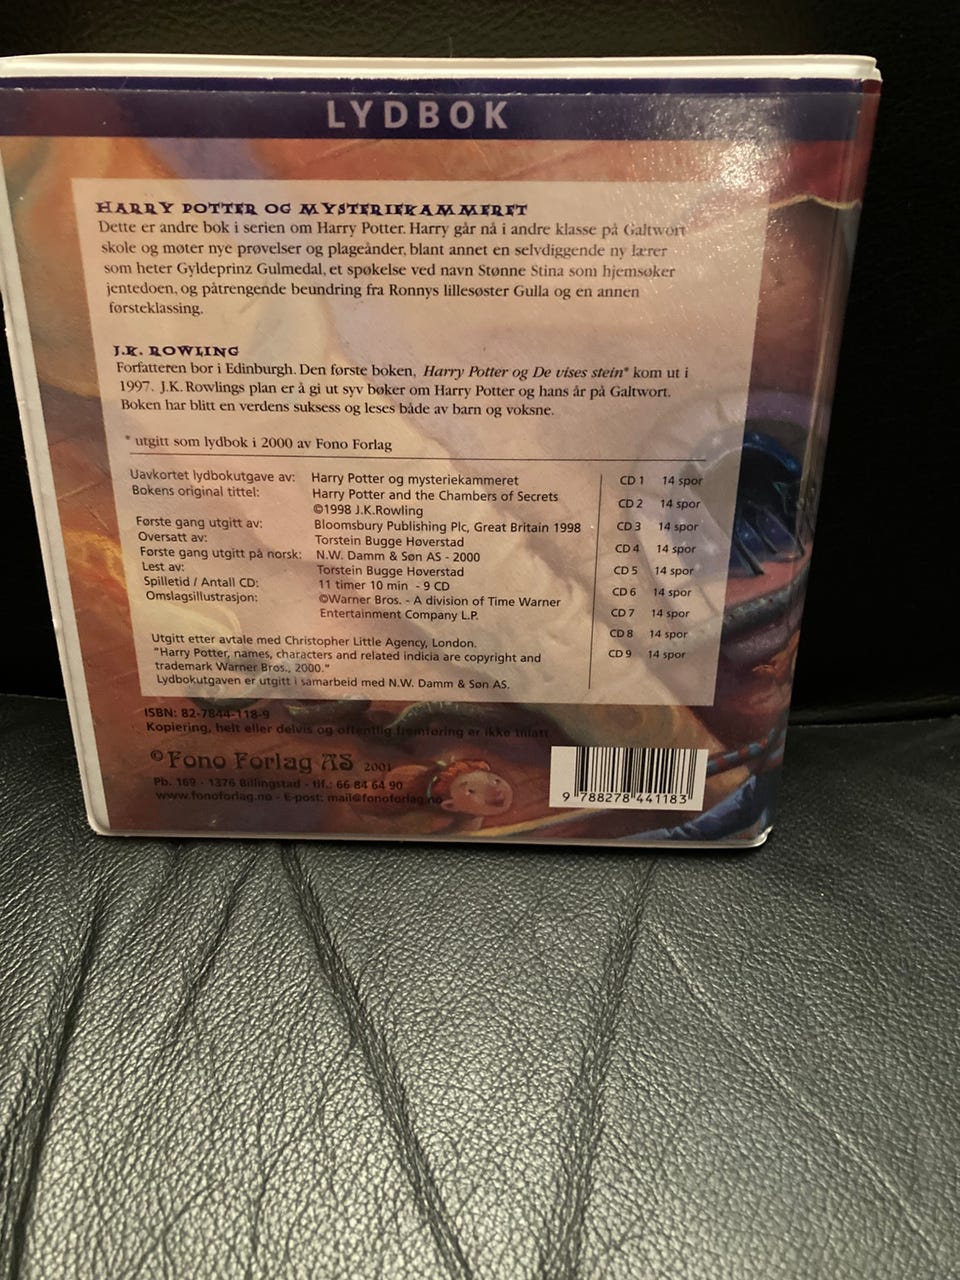 LYDBOK
HARRY POTTER OG MYSTERIEKAMMERET
Dette er andre bok i serien om Harry Potter. Harry går nå i andre klasse på Galtwort
skole og møter nye prøvelser og plageånder, blant annet en selvdiggende ny lærer
som heter Gyldeprinz Gulmedal, et spøkelse ved navn Stønne Stina som hjemsøker
jentedoen, og påtrengende beundring fra Ronnys lillesøster Gulla og en annen
førsteklassing.
J.K. ROWLING
Forfatteren bor i Edinburgh. Den første boken, Harry Potter og De vises stein* kom ut i
1997. J.K. Rowlings plan er å gi ut syv bøker om Harry Potter og hans år på Galtwort.
Boken har blitt en verdens suksess og leses både av barn og voksne.
* utgitt som lydbok i 2000 av Fono Forlag
Uavkortet lydbokutgave av: Harry Potter og mysteriekammeret
Bokens original tittel: Harry Potter and the Chambers of Secrets
©1998 J.K.Rowling
Første gang utgitt av: Bloomsbury Publishing Plc, Great Britain 1998
Oversatt av: Torstein Bugge Høverstad
Første gang utgitt på norsk: N.W. Damm & Søn AS - 2000
Lest av: Torstein Bugge Høverstad
Spilletid / Antall CD: 11 timer 10 min - 9 CD
Omslagsillustrasjon: ©Warner Bros. - A division of Time Warner
Entertainment Company L.P.
CD 1 14 spor
CD 2 14 spor
CD 3 14 spor
CD 4 14 spor
CD 5 14 spor
CD 6 14 spor
CD 7 14 spor
CD 8 14 spor
CD 9 14 spor
Utgitt etter avtale med Christopher Little Agency, London.
"Harry Potter, names, characters and related indicia are copyright and
trademark Warner Bros., 2000."
Lydbokutgaven er utgitt i samarbeid med N.W. Damm & Søn AS.
ISBN: 82-7844-118-9
Kopiering, helt eller delvis og offentlig fremføring er ikke tillatt
© Fono Forlag AS 2001
Pb. 169 - 1376 Billingstad - tlf.: 66 84 64 90
www.fonoforlag.no - E-post: mail@fonoforlag.no
9 788278 441183